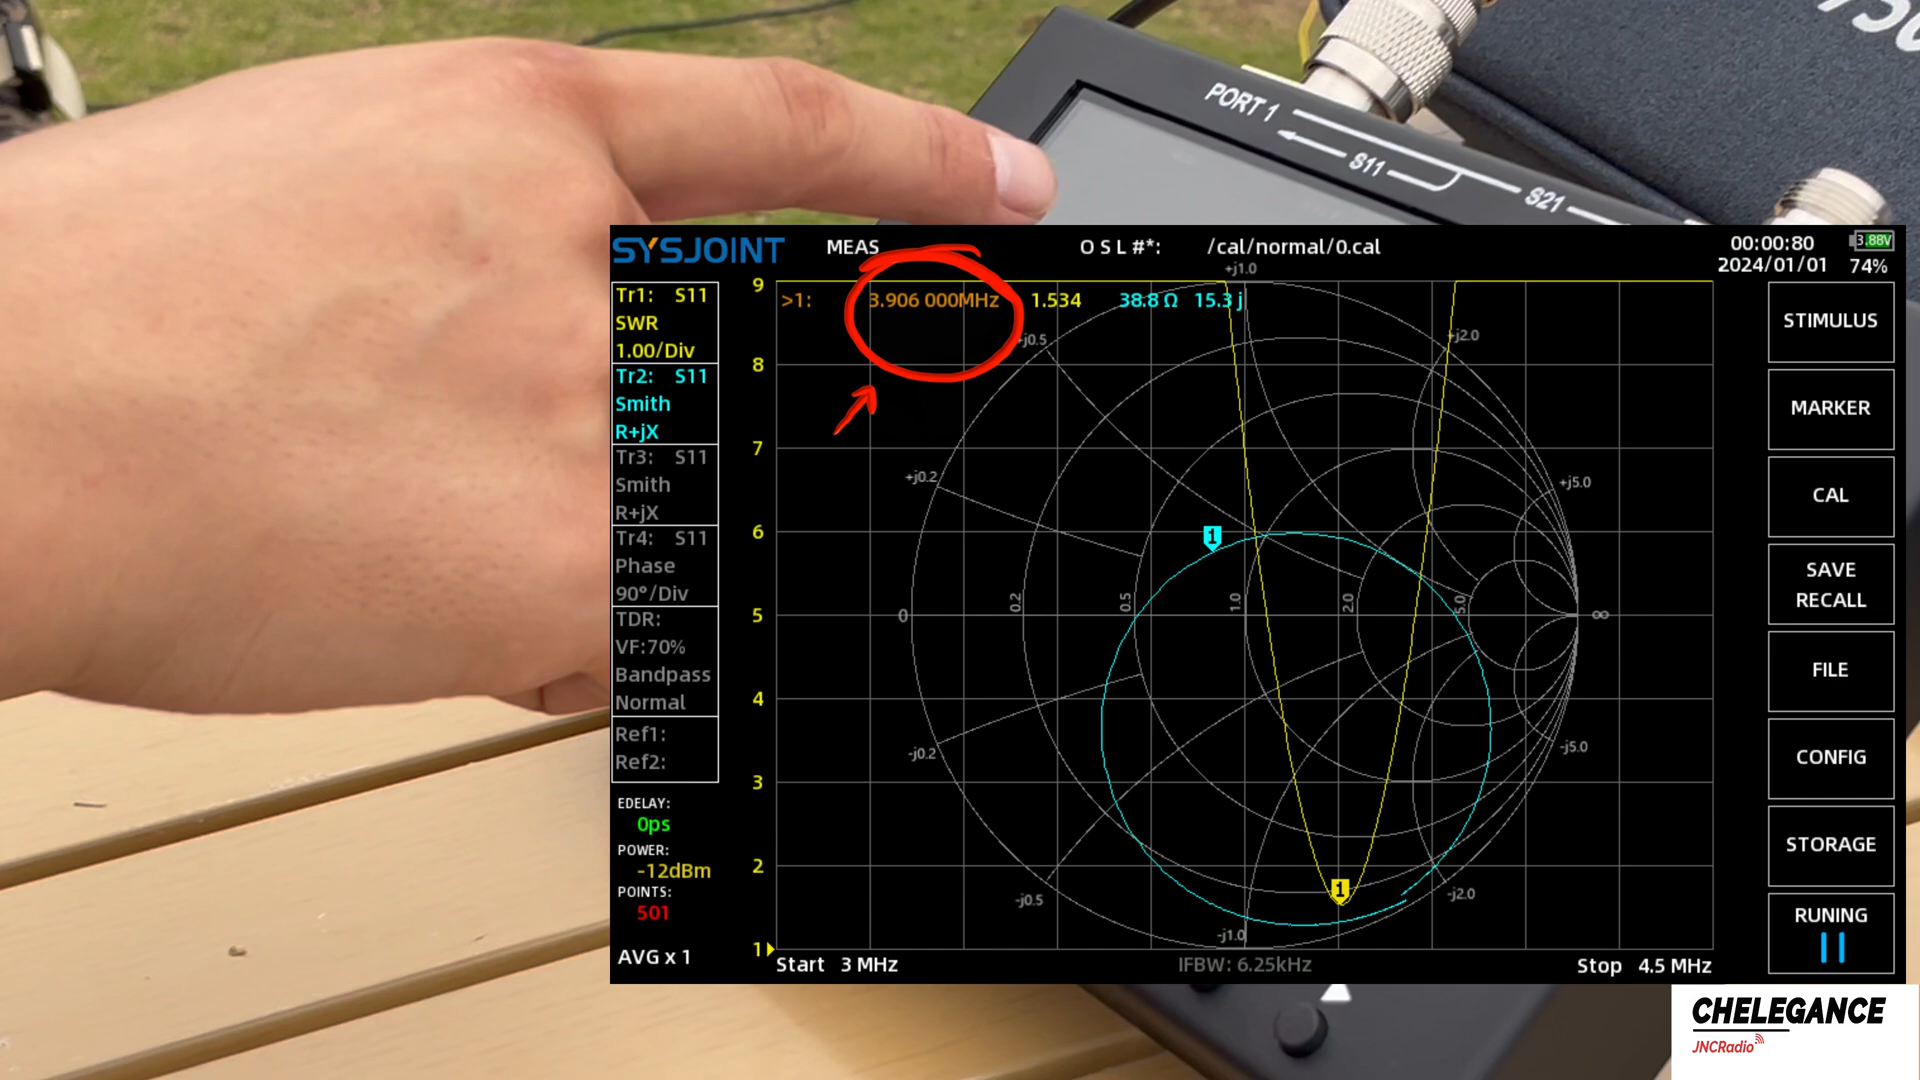 PORT 1
S11
S21
SYSJOINT
MEAS
O S L #*:
/cal/normal/0.cal
00:00:80
2024/01/01
3.88V
74%
Tr1: S11
SWR
1.00/Div
Tr2: S11
Smith
R+jX
Tr3: S11
Smith
R+jX
Tr4: S11
Phase
90°/Div
TDR:
VF:70%
Bandpass
Normal
Ref1:
Ref2:
EDELAY:
0ps
POWER:
-12dBm
POINTS:
501
AVG x 1
9
8
7
6
5
4
3
2
1
>1: 3.906 000MHz 1.534 38.8 Ω 15.3 j
+j1.0
+j0.5
+j2.0
+j0.2
+j5.0
0
0.2
0.5
1.0
2.0
5.0
∞
-j0.2
-j5.0
-j0.5
-j2.0
-j1.0
1
1
Start 3 MHz
IFBW: 6.25kHz
Stop 4.5 MHz
STIMULUS
MARKER
CAL
SAVE
RECALL
FILE
CONFIG
STORAGE
RUNING
CHELEGANCE
JNCRadio